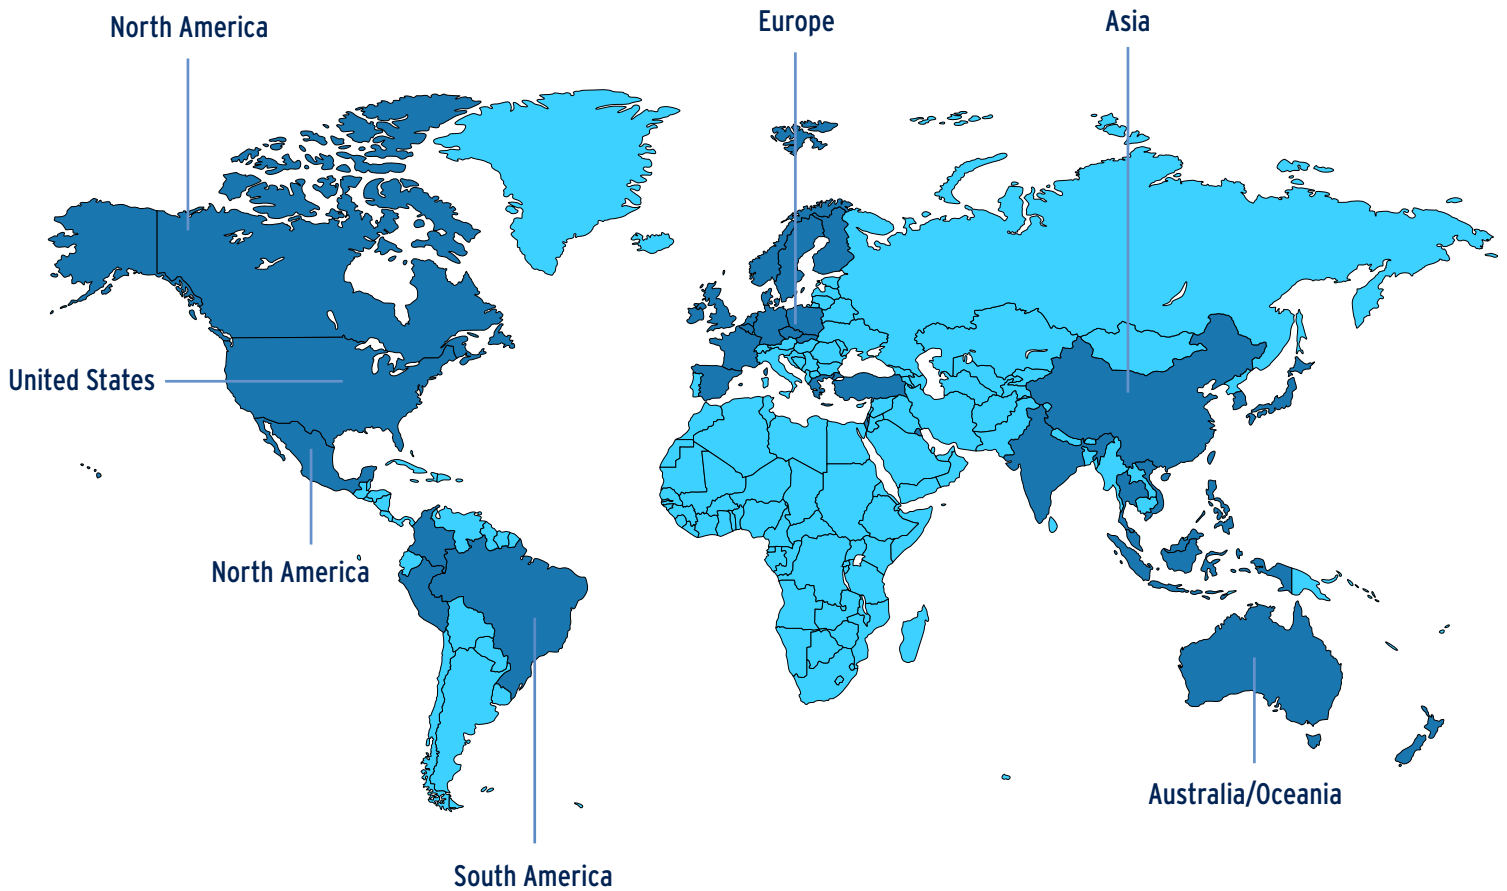 North America
Europe
Asia
United States
North America
Australia/Oceania
South America